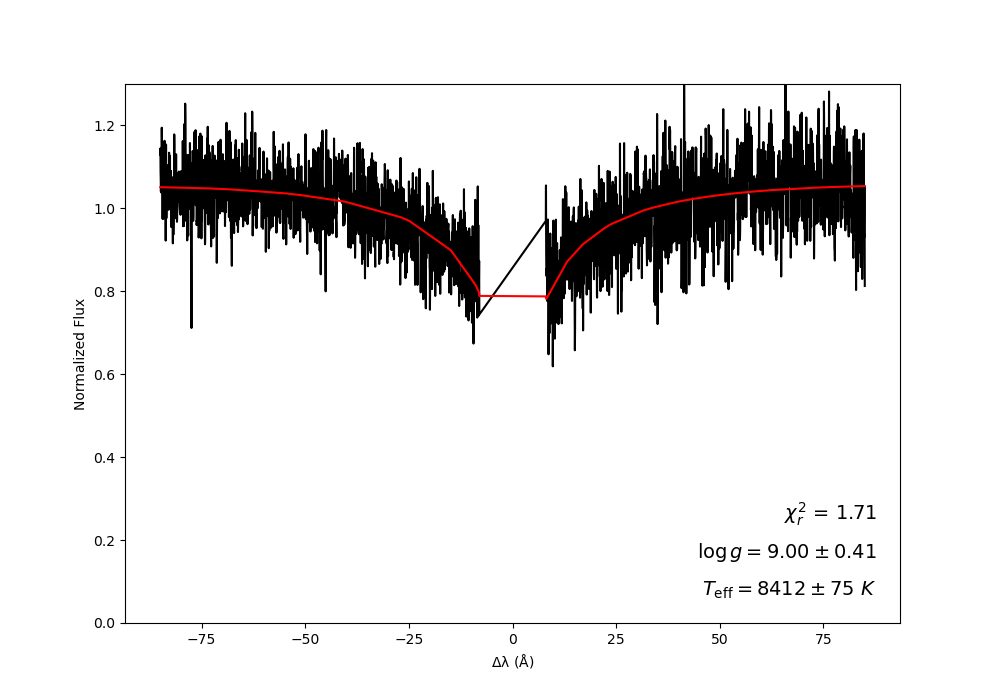 1.2
1.0
0.8
0.6
0.4
0.2
0.0
Normalized Flux
χ²ᵣ = 1.71
log g = 9.00 ± 0.41
T_eff = 8412 ± 75 K
−75
−50
−25
0
25
50
75
Δλ (Å)